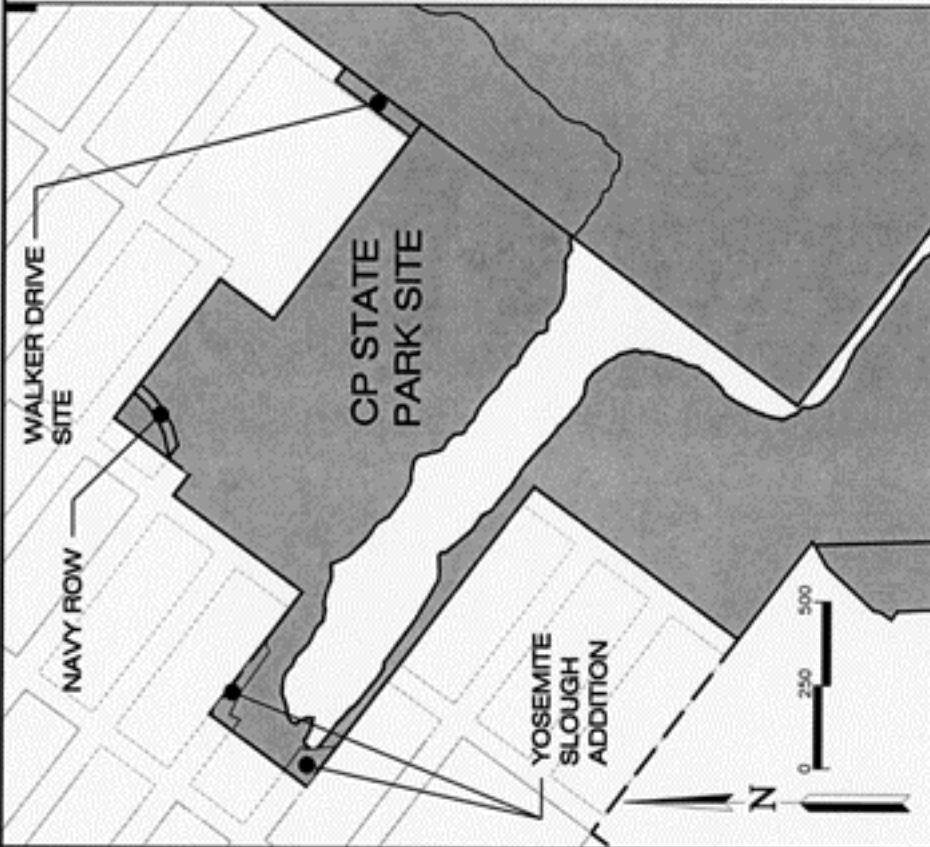 WALKER DRIVE
SITE
NAVY ROW
CP STATE
PARK SITE
YOSEMITE
SLOUGH
ADDITION
0 250 500
N